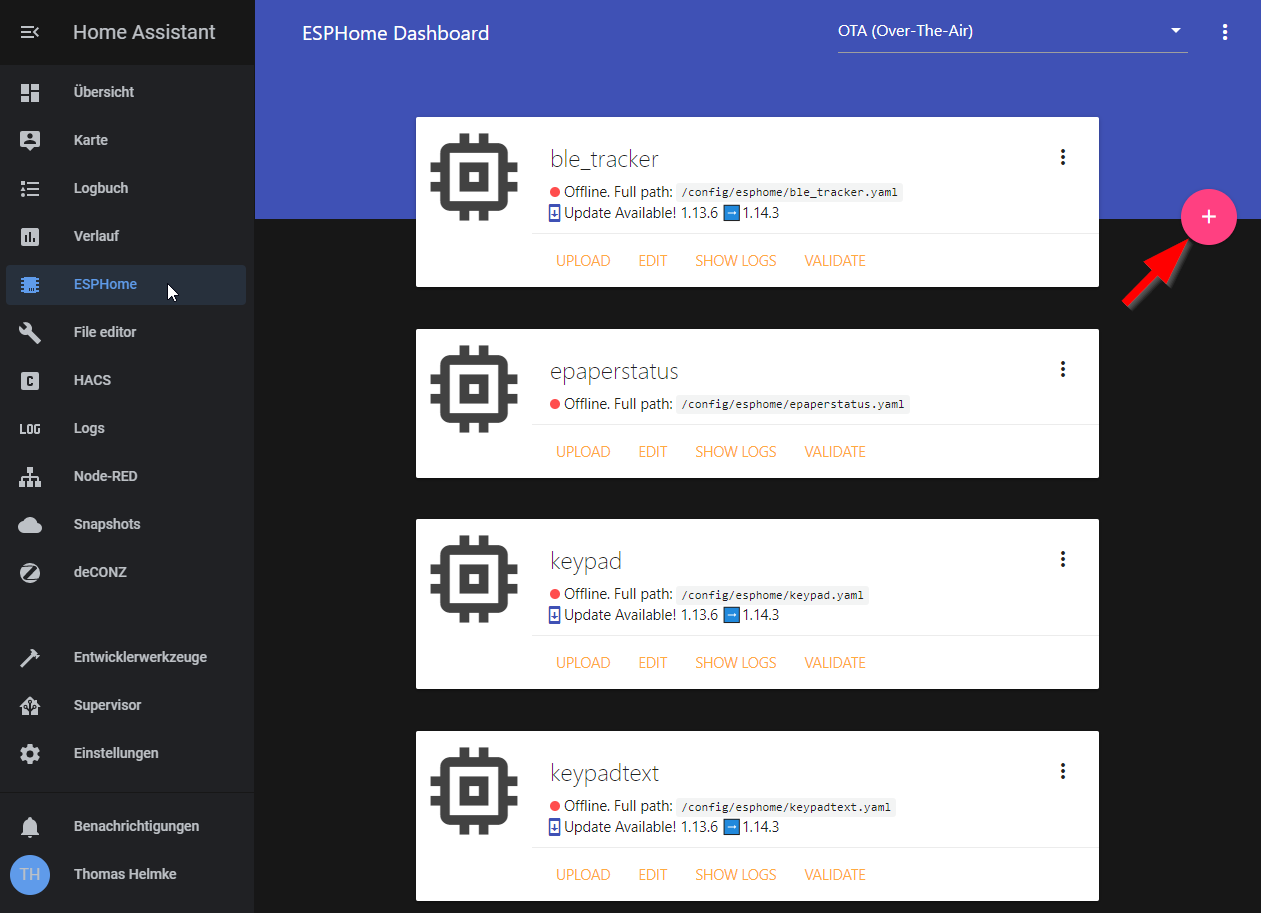 Home Assistant
Übersicht
Karte
Logbuch
Verlauf
ESPHome
File editor
C
HACS
LOG
Logs
Node-RED
Snapshots
deCONZ
Entwicklerwerkzeuge
Supervisor
Einstellungen
Benachrichtigungen
TH
Thomas Helmke
ESPHome Dashboard
OTA (Over-The-Air)
+
ble_tracker
Offline. Full path: /config/esphome/ble_tracker.yaml
Update Available! 1.13.6 ➡ 1.14.3
UPLOAD EDIT SHOW LOGS VALIDATE
epaperstatus
Offline. Full path: /config/esphome/epaperstatus.yaml
UPLOAD EDIT SHOW LOGS VALIDATE
keypad
Offline. Full path: /config/esphome/keypad.yaml
Update Available! 1.13.6 ➡ 1.14.3
UPLOAD EDIT SHOW LOGS VALIDATE
keypadtext
Offline. Full path: /config/esphome/keypadtext.yaml
Update Available! 1.13.6 ➡ 1.14.3
UPLOAD EDIT SHOW LOGS VALIDATE